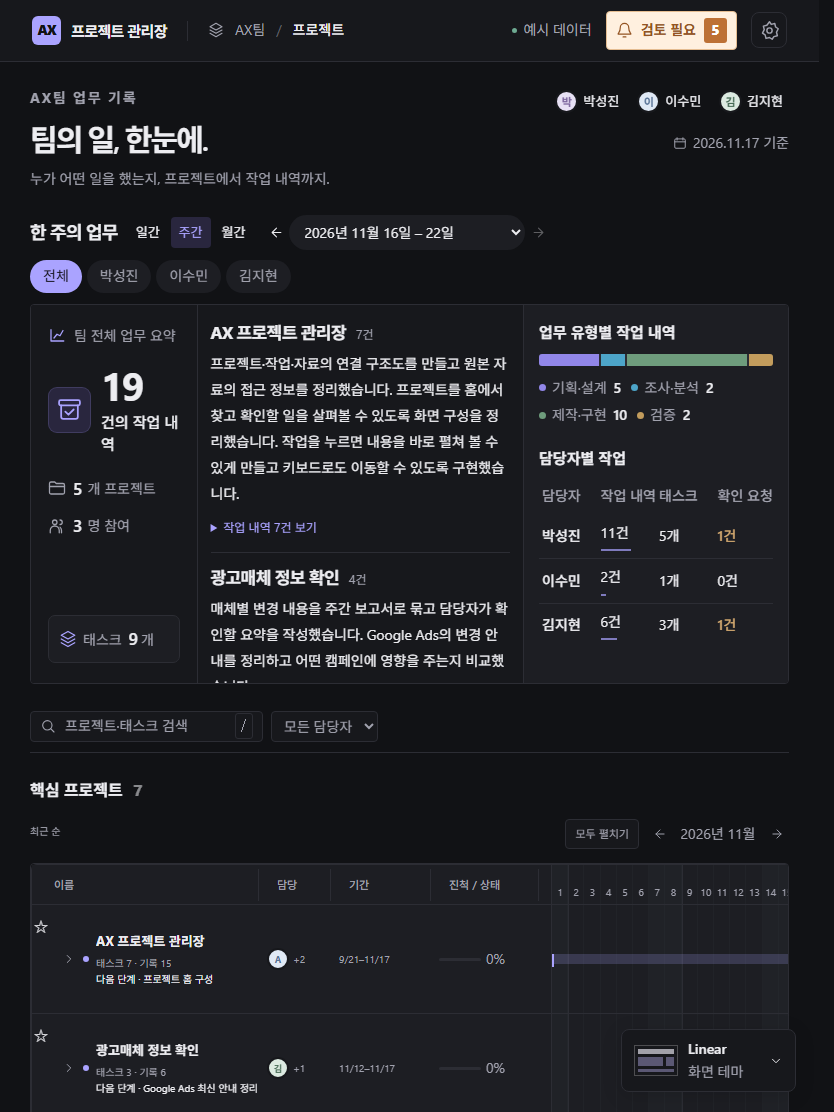 AX 프로젝트 관리장
AX팀 / 프로젝트
예시 데이터
검토 필요 5
AX팀 업무 기록
박 박성진 이 이수민 김 김지현
팀의 일, 한눈에.
2026.11.17 기준
누가 어떤 일을 했는지, 프로젝트에서 작업 내역까지.
한 주의 업무 일간 주간 월간 ← 2026년 11월 16일 – 22일 →
전체 박성진 이수민 김지현
팀 전체 업무 요약
19
건의 작업 내
역
5 개 프로젝트
3 명 참여
태스크 9 개
AX 프로젝트 관리장 7건
프로젝트·작업·자료의 연결 구조도를 만들고 원본 자
료의 접근 정보를 정리했습니다. 프로젝트를 홈에서
찾고 확인할 일을 살펴볼 수 있도록 화면 구성을 정
리했습니다. 작업을 누르면 내용을 바로 펼쳐 볼 수
있게 만들고 키보드로도 이동할 수 있도록 구현했습
니다.
▶ 작업 내역 7건 보기
광고매체 정보 확인 4건
매체별 변경 내용을 주간 보고서로 묶고 담당자가 확
인할 요약을 작성했습니다. Google Ads의 변경 안
내를 정리하고 어떤 캠페인에 영향을 주는지 비교했
업무 유형별 작업 내역
기획·설계 5 조사·분석 2
제작·구현 10 검증 2
담당자별 작업
담당자 작업 내역 태스크 확인 요청
박성진 11건 5개 1건
이수민 2건 1개 0건
김지현 6건 3개 1건
프로젝트·태스크 검색 /
모든 담당자
핵심 프로젝트 7
최근 순
모두 펼치기 ← 2026년 11월 →
이름 담당 기간 진척 / 상태 1 2 3 4 5 6 7 8 9 10 11 12 13 14
AX 프로젝트 관리장
태스크 7 · 기록 15
다음 단계 · 프로젝트 홈 구성
A +2 9/21–11/17 0%
광고매체 정보 확인
태스크 3 · 기록 6
다음 단계 · Google Ads 최신 안내 정리
김 +1 11/12–11/17 0%
Linear
화면 테마